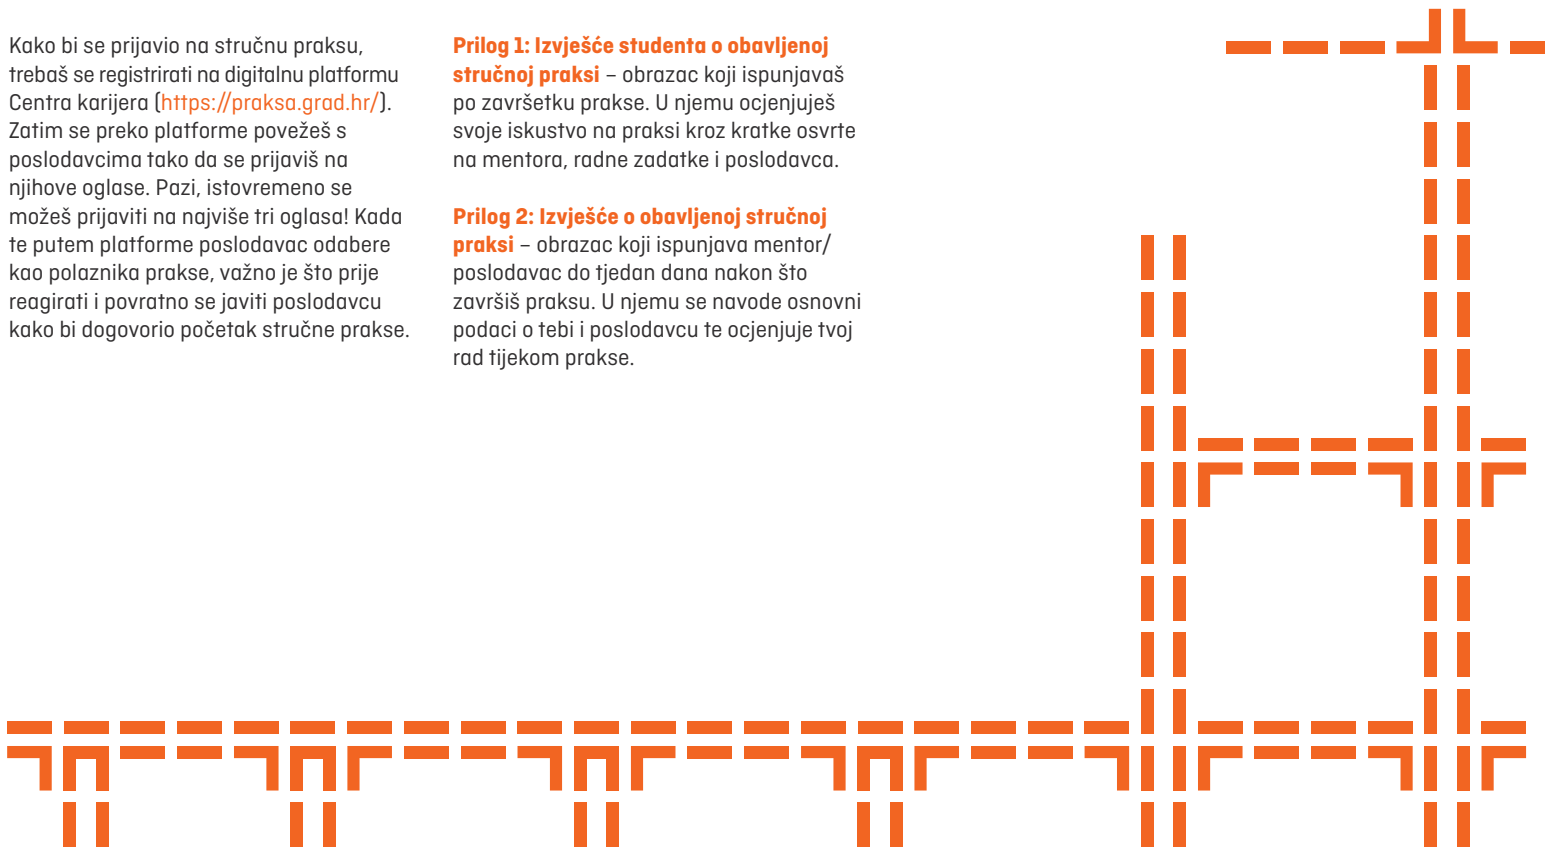 Kako bi se prijavio na stručnu praksu,
trebaš se registrirati na digitalnu platformu
Centra karijera (https://praksa.grad.hr/).
Zatim se preko platforme povežeš s
poslodavcima tako da se prijaviš na
njihove oglase. Pazi, istovremeno se
možeš prijaviti na najviše tri oglasa! Kada
te putem platforme poslodavac odabere
kao polaznika prakse, važno je što prije
reagirati i povratno se javiti poslodavcu
kako bi dogovorio početak stručne prakse.
Prilog 1: Izvješće studenta o obavljenoj
stručnoj praksi – obrazac koji ispunjavaš
po završetku prakse. U njemu ocjenjuješ
svoje iskustvo na praksi kroz kratke osvrte
na mentora, radne zadatke i poslodavca.
Prilog 2: Izvješće o obavljenoj stručnoj
praksi – obrazac koji ispunjava mentor/
poslodavac do tjedan dana nakon što
završiš praksu. U njemu se navode osnovni
podaci o tebi i poslodavcu te ocjenjuje tvoj
rad tijekom prakse.